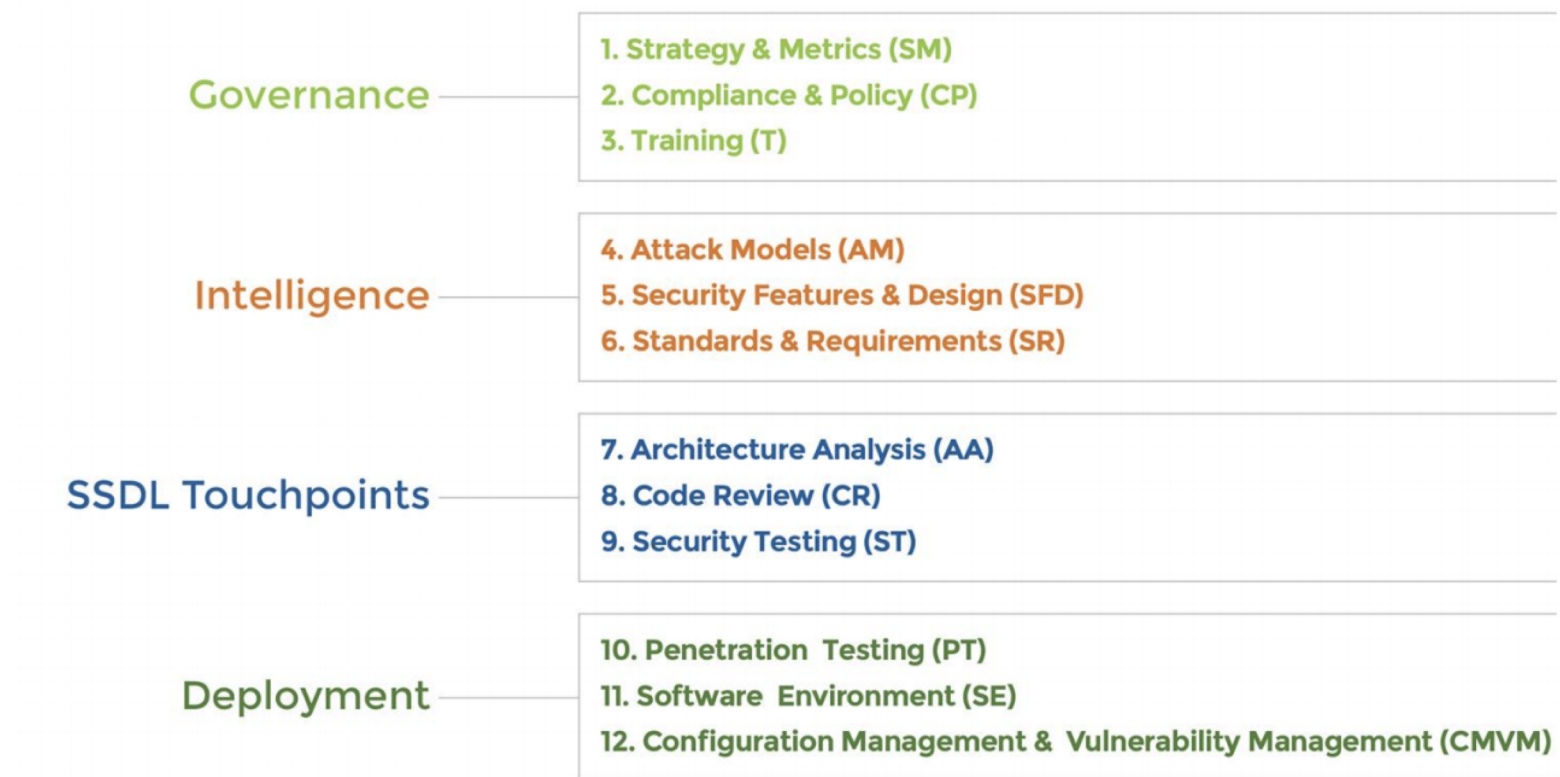 Governance
1. Strategy & Metrics (SM)
2. Compliance & Policy (CP)
3. Training (T)
Intelligence
4. Attack Models (AM)
5. Security Features & Design (SFD)
6. Standards & Requirements (SR)
SSDL Touchpoints
7. Architecture Analysis (AA)
8. Code Review (CR)
9. Security Testing (ST)
Deployment
10. Penetration Testing (PT)
11. Software Environment (SE)
12. Configuration Management & Vulnerability Management (CMVM)